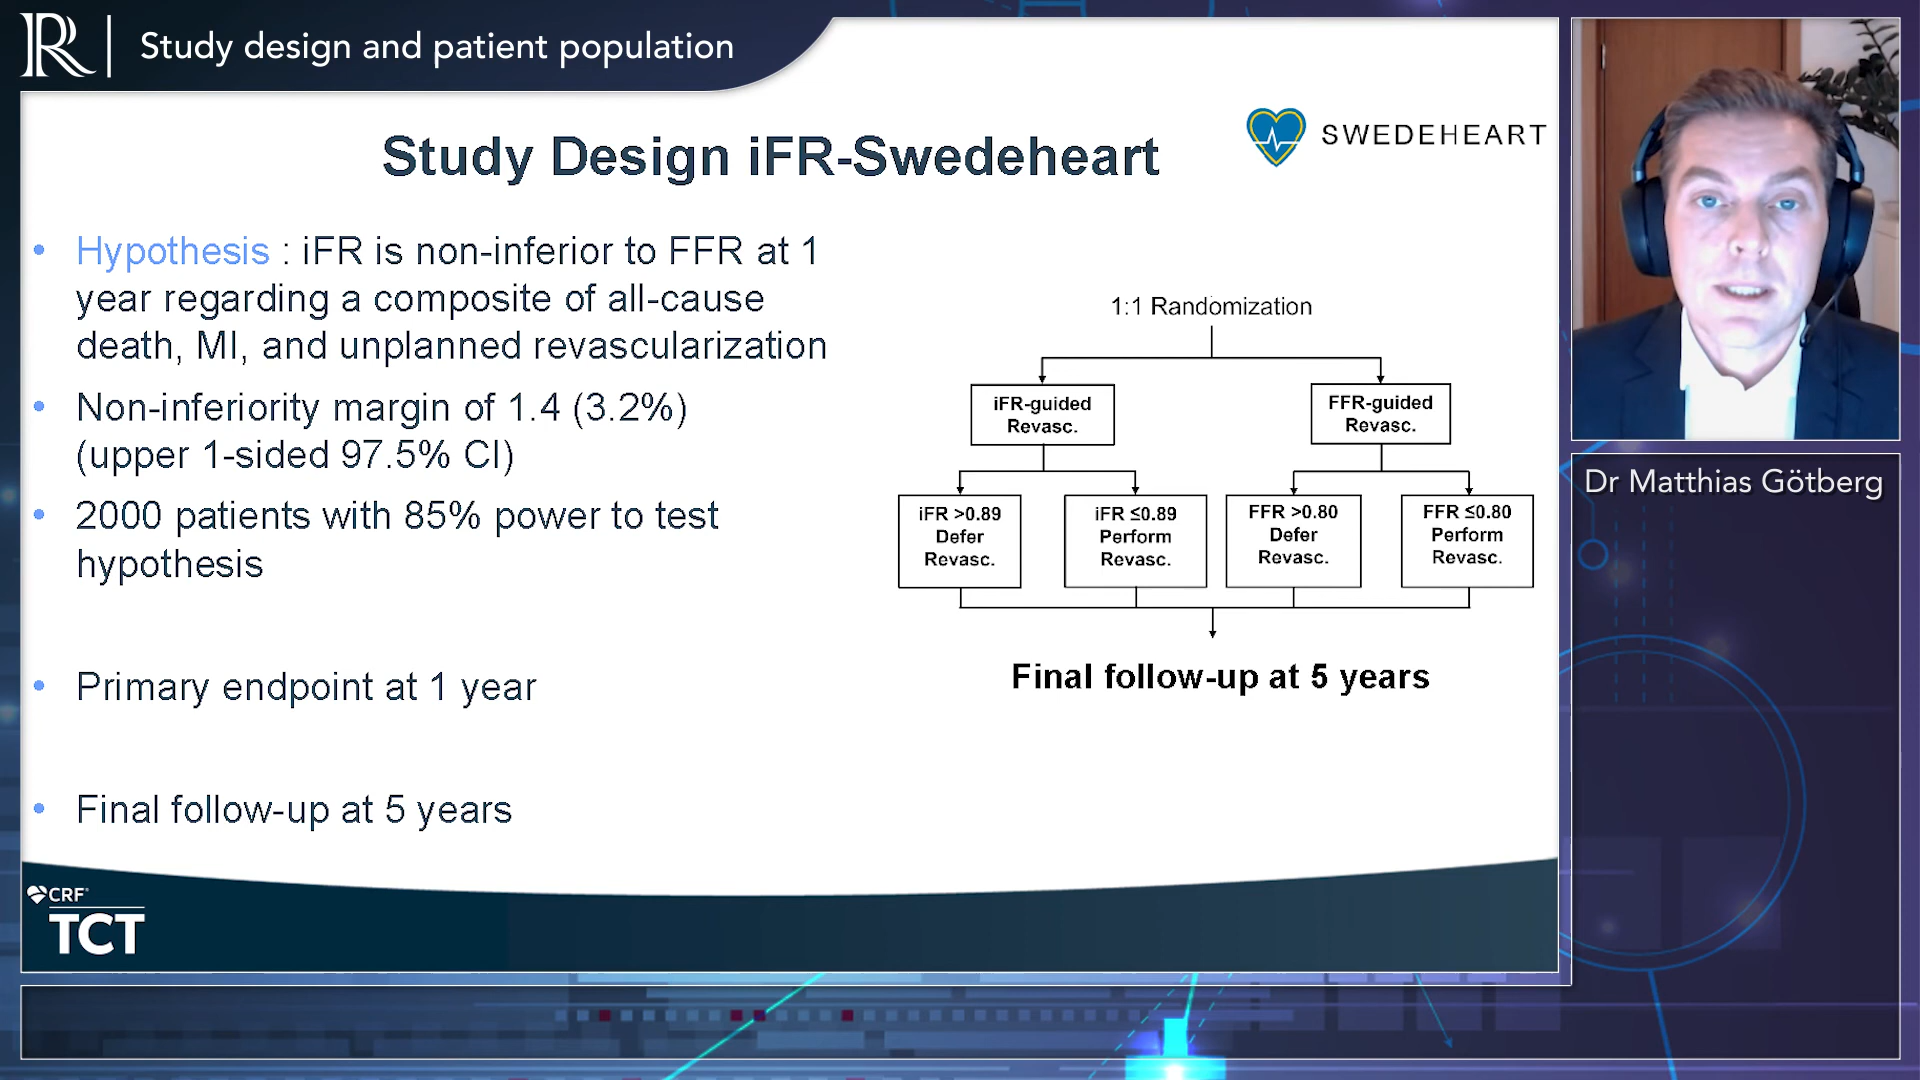 R
Study design and patient population
SWEDEHEART
Study Design iFR-Swedeheart
• Hypothesis : iFR is non-inferior to FFR at 1
year regarding a composite of all-cause
death, MI, and unplanned revascularization
• Non-inferiority margin of 1.4 (3.2%)
(upper 1-sided 97.5% CI)
• 2000 patients with 85% power to test
hypothesis
• Primary endpoint at 1 year
• Final follow-up at 5 years
1:1 Randomization
iFR-guided
Revasc.
FFR-guided
Revasc.
iFR >0.89
Defer
Revasc.
iFR ≤0.89
Perform
Revasc.
FFR >0.80
Defer
Revasc.
FFR ≤0.80
Perform
Revasc.
Final follow-up at 5 years
Dr Matthias Götberg
CRF®
TCT